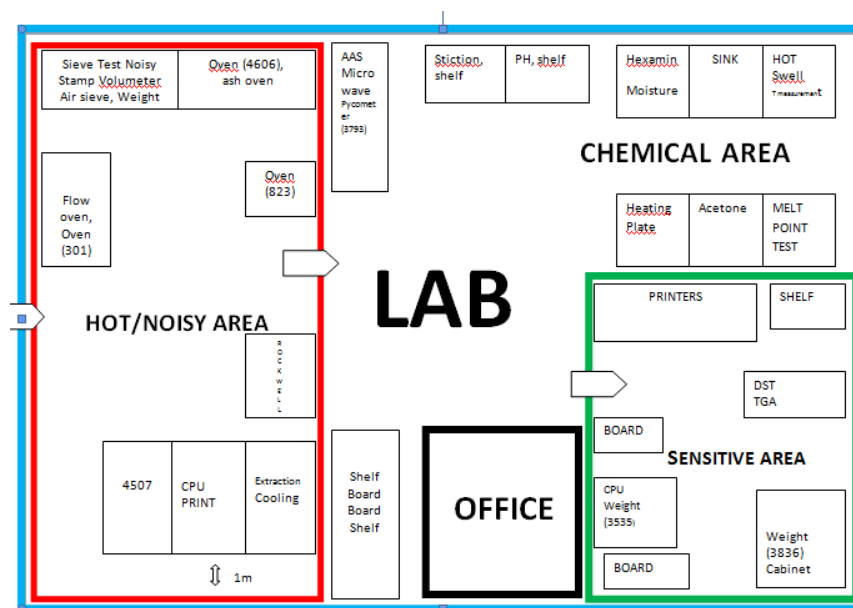 Sieve Test Noisy
Stamp Volumeter
Air sieve, Weight
Oven (4606),
ash oven
AAS
Micro
wave
Pycomet
er
(3793)
Stiction,
shelf
PH, shelf
Hexamin
Moisture
SINK
HOT
Swell
T measurement
CHEMICAL AREA
Flow
oven,
Oven
(301)
Oven
(823)
Heating
Plate
Acetone
MELT
POINT
TEST
LAB
PRINTERS
SHELF
HOT/NOISY AREA
R
O
C
K
W
E
L
L
DST
TGA
BOARD
SENSITIVE AREA
4507
CPU
PRINT
Extraction
Cooling
Shelf
Board
Board
Shelf
OFFICE
CPU
Weight
(3535)
Weight
(3836)
Cabinet
BOARD
1m